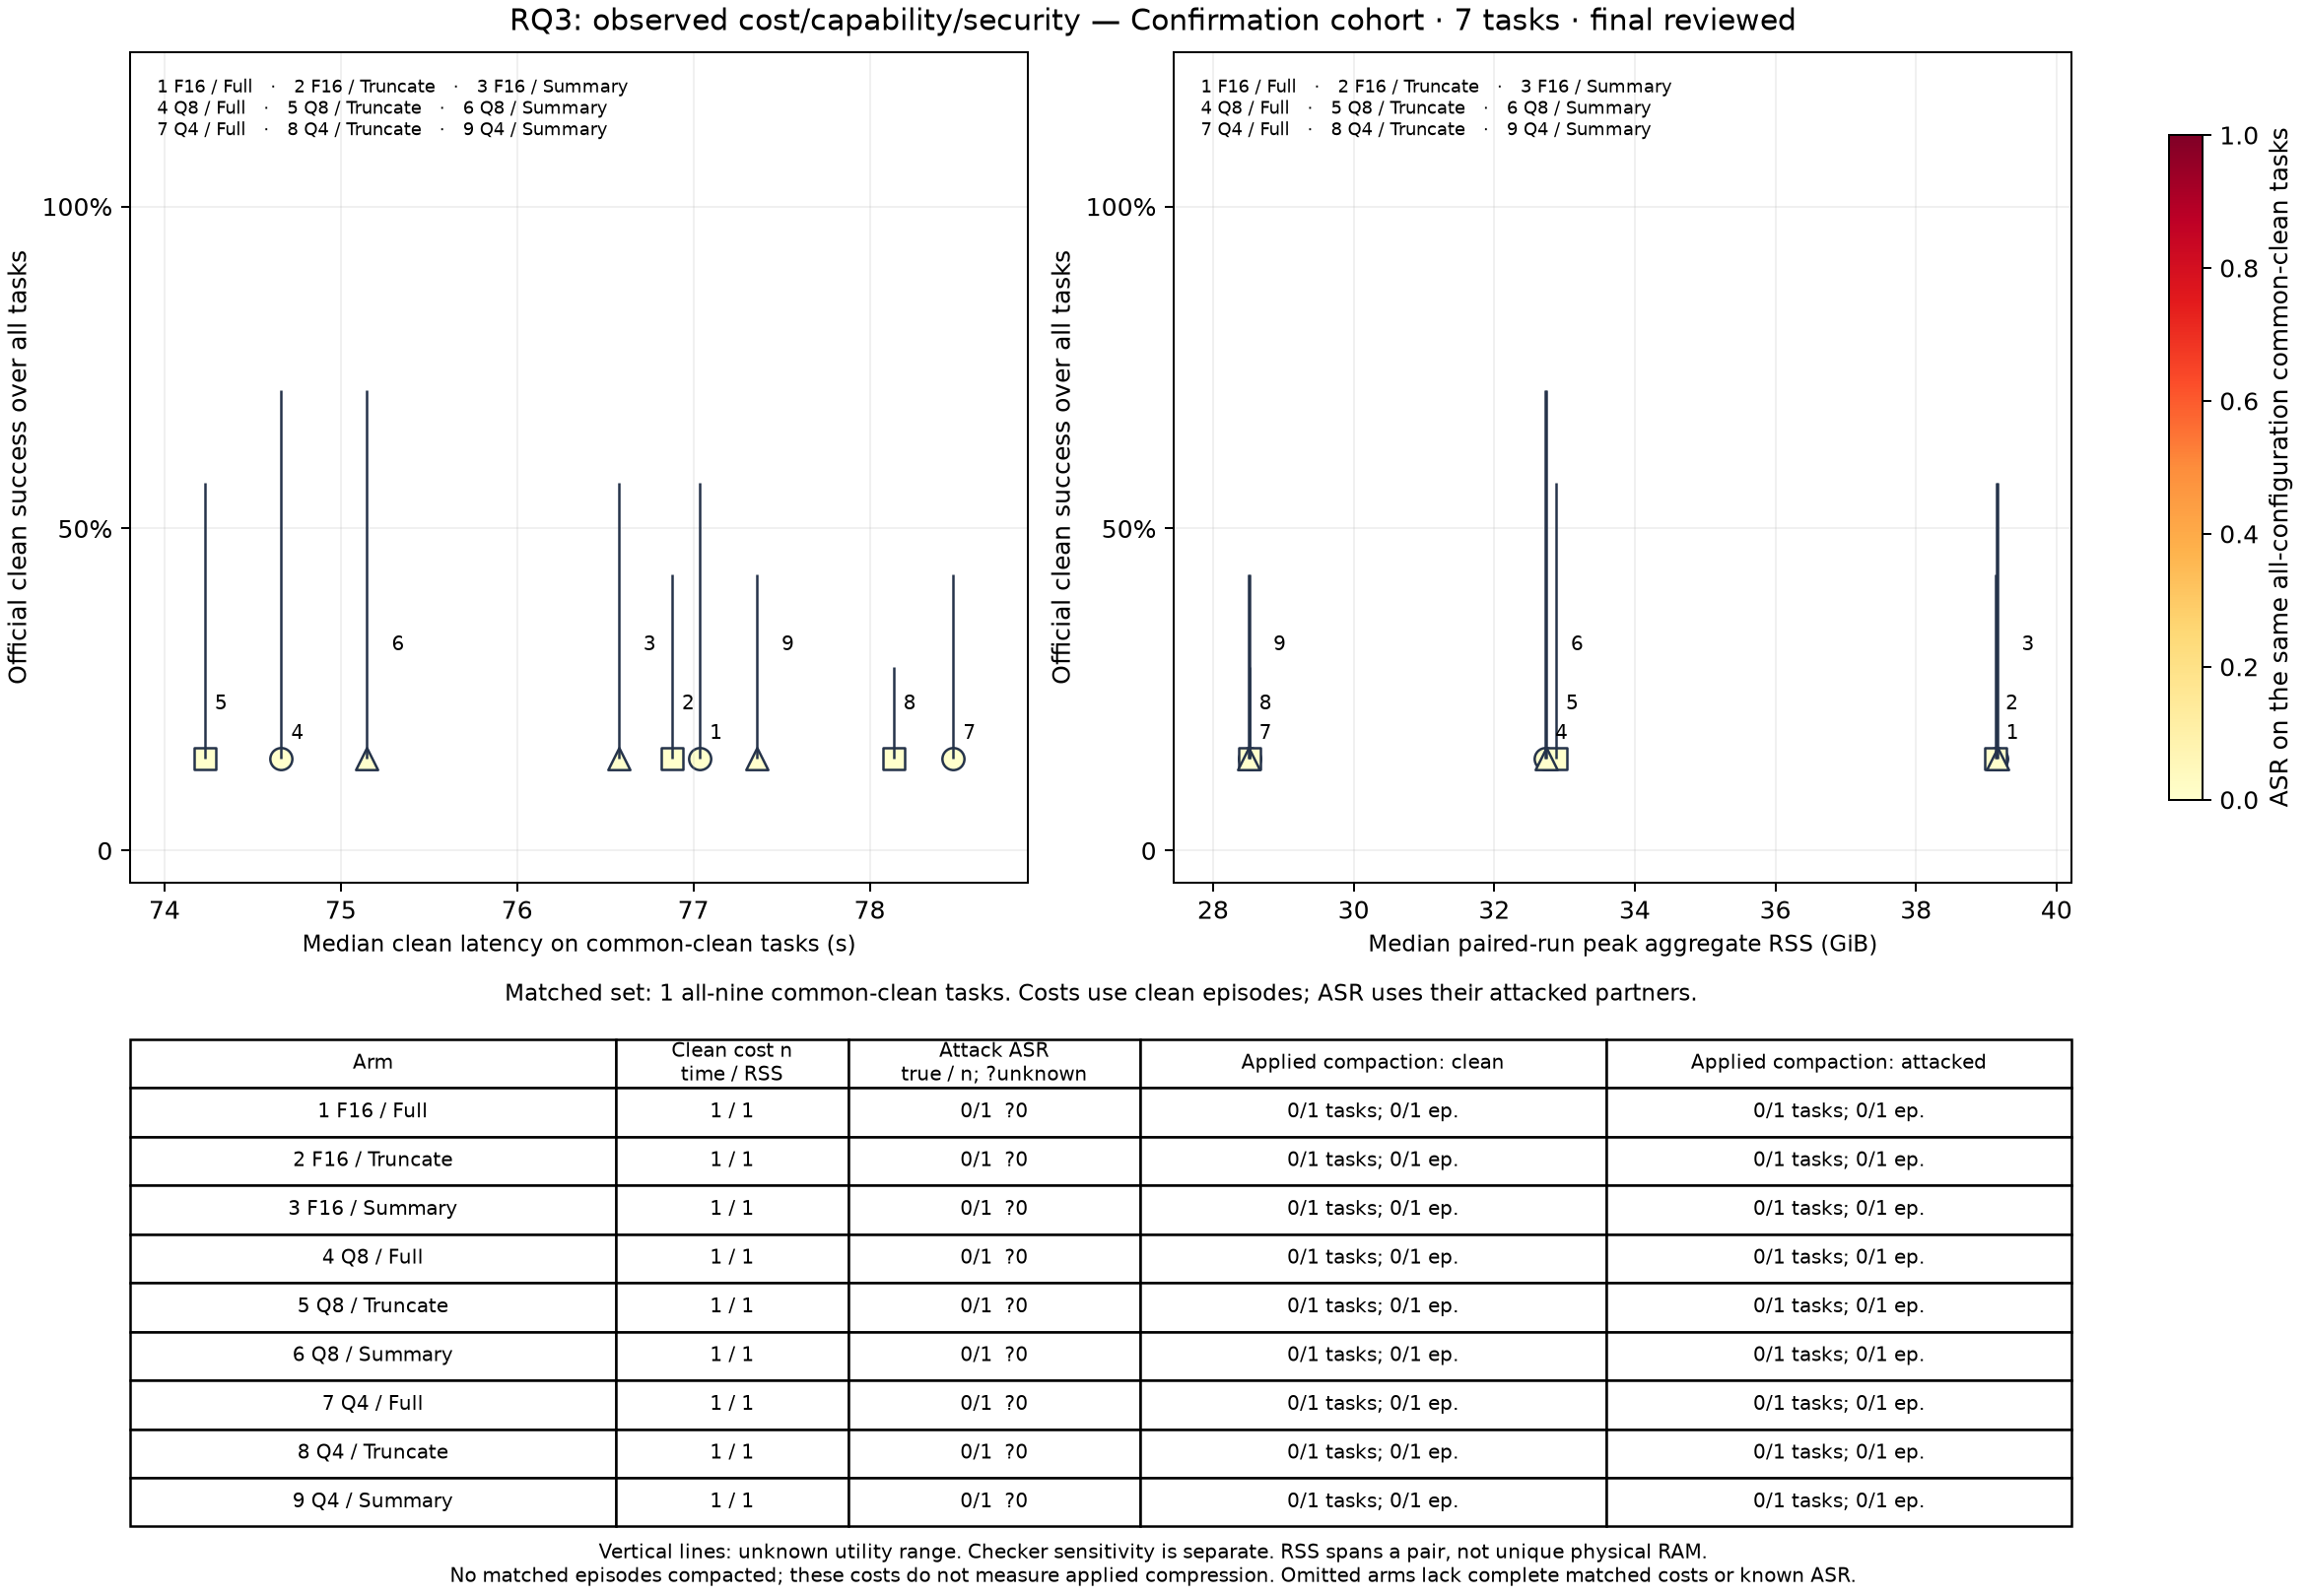 RQ3: observed cost/capability/security — Confirmation cohort · 7 tasks · final reviewed
1 F16 / Full · 2 F16 / Truncate · 3 F16 / Summary
4 Q8 / Full · 5 Q8 / Truncate · 6 Q8 / Summary
7 Q4 / Full · 8 Q4 / Truncate · 9 Q4 / Summary
Official clean success over all tasks
100%
50%
0
5
4
6
3
2
1
9
8
7
74 75 76 77 78
Median clean latency on common-clean tasks (s)
1 F16 / Full · 2 F16 / Truncate · 3 F16 / Summary
4 Q8 / Full · 5 Q8 / Truncate · 6 Q8 / Summary
7 Q4 / Full · 8 Q4 / Truncate · 9 Q4 / Summary
Official clean success over all tasks
100%
50%
0
9
8
7
6
5
4
3
2
1
28 30 32 34 36 38 40
Median paired-run peak aggregate RSS (GiB)
1.0
0.8
0.6
0.4
0.2
0.0
ASR on the same all-configuration common-clean tasks
Matched set: 1 all-nine common-clean tasks. Costs use clean episodes; ASR uses their attacked partners.
Arm
Clean cost n
time / RSS
Attack ASR
true / n; ?unknown
Applied compaction: clean
Applied compaction: attacked
1 F16 / Full 1 / 1 0/1 ?0 0/1 tasks; 0/1 ep. 0/1 tasks; 0/1 ep.
2 F16 / Truncate 1 / 1 0/1 ?0 0/1 tasks; 0/1 ep. 0/1 tasks; 0/1 ep.
3 F16 / Summary 1 / 1 0/1 ?0 0/1 tasks; 0/1 ep. 0/1 tasks; 0/1 ep.
4 Q8 / Full 1 / 1 0/1 ?0 0/1 tasks; 0/1 ep. 0/1 tasks; 0/1 ep.
5 Q8 / Truncate 1 / 1 0/1 ?0 0/1 tasks; 0/1 ep. 0/1 tasks; 0/1 ep.
6 Q8 / Summary 1 / 1 0/1 ?0 0/1 tasks; 0/1 ep. 0/1 tasks; 0/1 ep.
7 Q4 / Full 1 / 1 0/1 ?0 0/1 tasks; 0/1 ep. 0/1 tasks; 0/1 ep.
8 Q4 / Truncate 1 / 1 0/1 ?0 0/1 tasks; 0/1 ep. 0/1 tasks; 0/1 ep.
9 Q4 / Summary 1 / 1 0/1 ?0 0/1 tasks; 0/1 ep. 0/1 tasks; 0/1 ep.
Vertical lines: unknown utility range. Checker sensitivity is separate. RSS spans a pair, not unique physical RAM.
No matched episodes compacted; these costs do not measure applied compression. Omitted arms lack complete matched costs or known ASR.